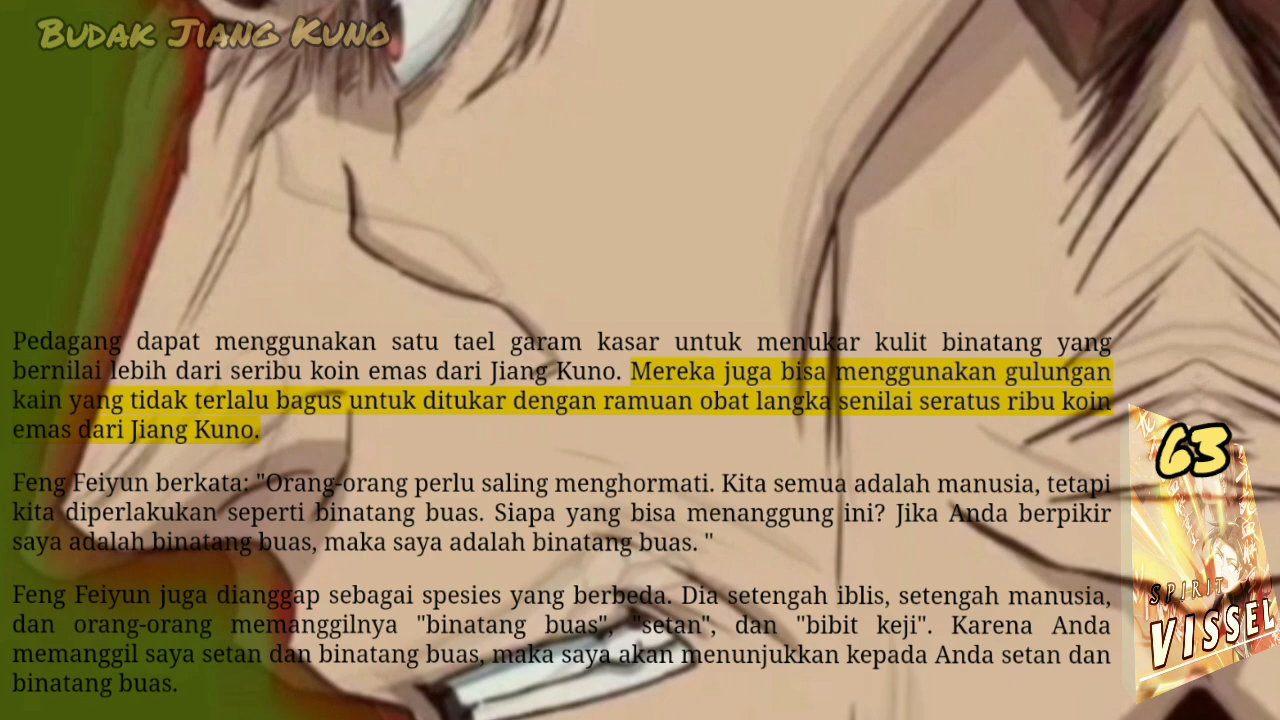 Budak Jiang Kuno
Pedagang dapat menggunakan satu tael garam kasar untuk menukar kulit binatang yang
bernilai lebih dari seribu koin emas dari Jiang Kuno. Mereka juga bisa menggunakan gulungan
kain yang tidak terlalu bagus untuk ditukar dengan ramuan obat langka senilai seratus ribu koin
emas dari Jiang Kuno.
Feng Feiyun berkata: "Orang-orang perlu saling menghormati. Kita semua adalah manusia, tetapi
kita diperlakukan seperti binatang buas. Siapa yang bisa menanggung ini? Jika Anda berpikir
saya adalah binatang buas, maka saya adalah binatang buas. "
Feng Feiyun juga dianggap sebagai spesies yang berbeda. Dia setengah iblis, setengah manusia,
dan orang-orang memanggilnya "binatang buas", "setan", dan "bibit keji". Karena Anda
memanggil saya setan dan binatang buas, maka saya akan menunjukkan kepada Anda setan dan
binatang buas.
63
SPIRIT
VISSEL